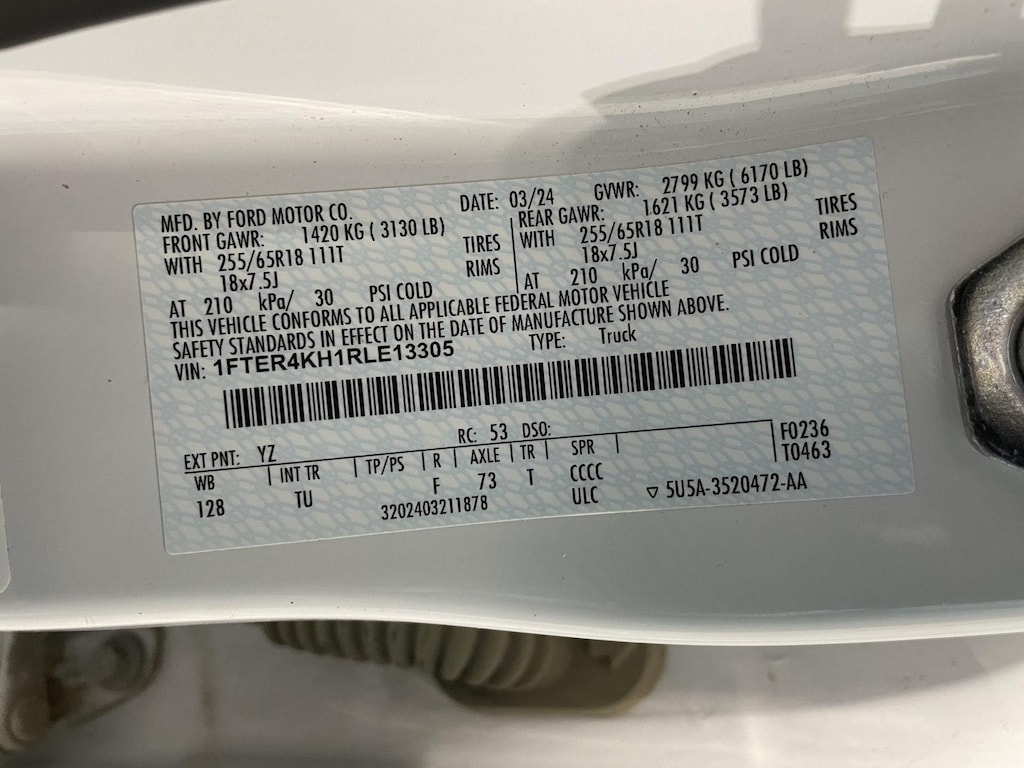 MFD. BY FORD MOTOR CO. DATE: 03/24 GVWR: 2799 KG ( 6170 LB)
FRONT GAWR: 1420 KG ( 3130 LB) REAR GAWR: 1621 KG ( 3573 LB)
WITH 255/65R18 111T TIRES WITH 255/65R18 111T TIRES
18x7.5J RIMS 18x7.5J RIMS
AT 210 kPa/ 30 PSI COLD AT 210 kPa/ 30 PSI COLD
THIS VEHICLE CONFORMS TO ALL APPLICABLE FEDERAL MOTOR VEHICLE
SAFETY STANDARDS IN EFFECT ON THE DATE OF MANUFACTURE SHOWN ABOVE.
VIN: 1FTER4KH1RLE13305 TYPE: Truck
EXT PNT: YZ RC: 53 DSO: F0236
WB INT TR TP/PS R AXLE TR SPR T0463
128 TU F 73 T CCCC
3202403211878 ULC ▽ 5U5A-3520472-AA